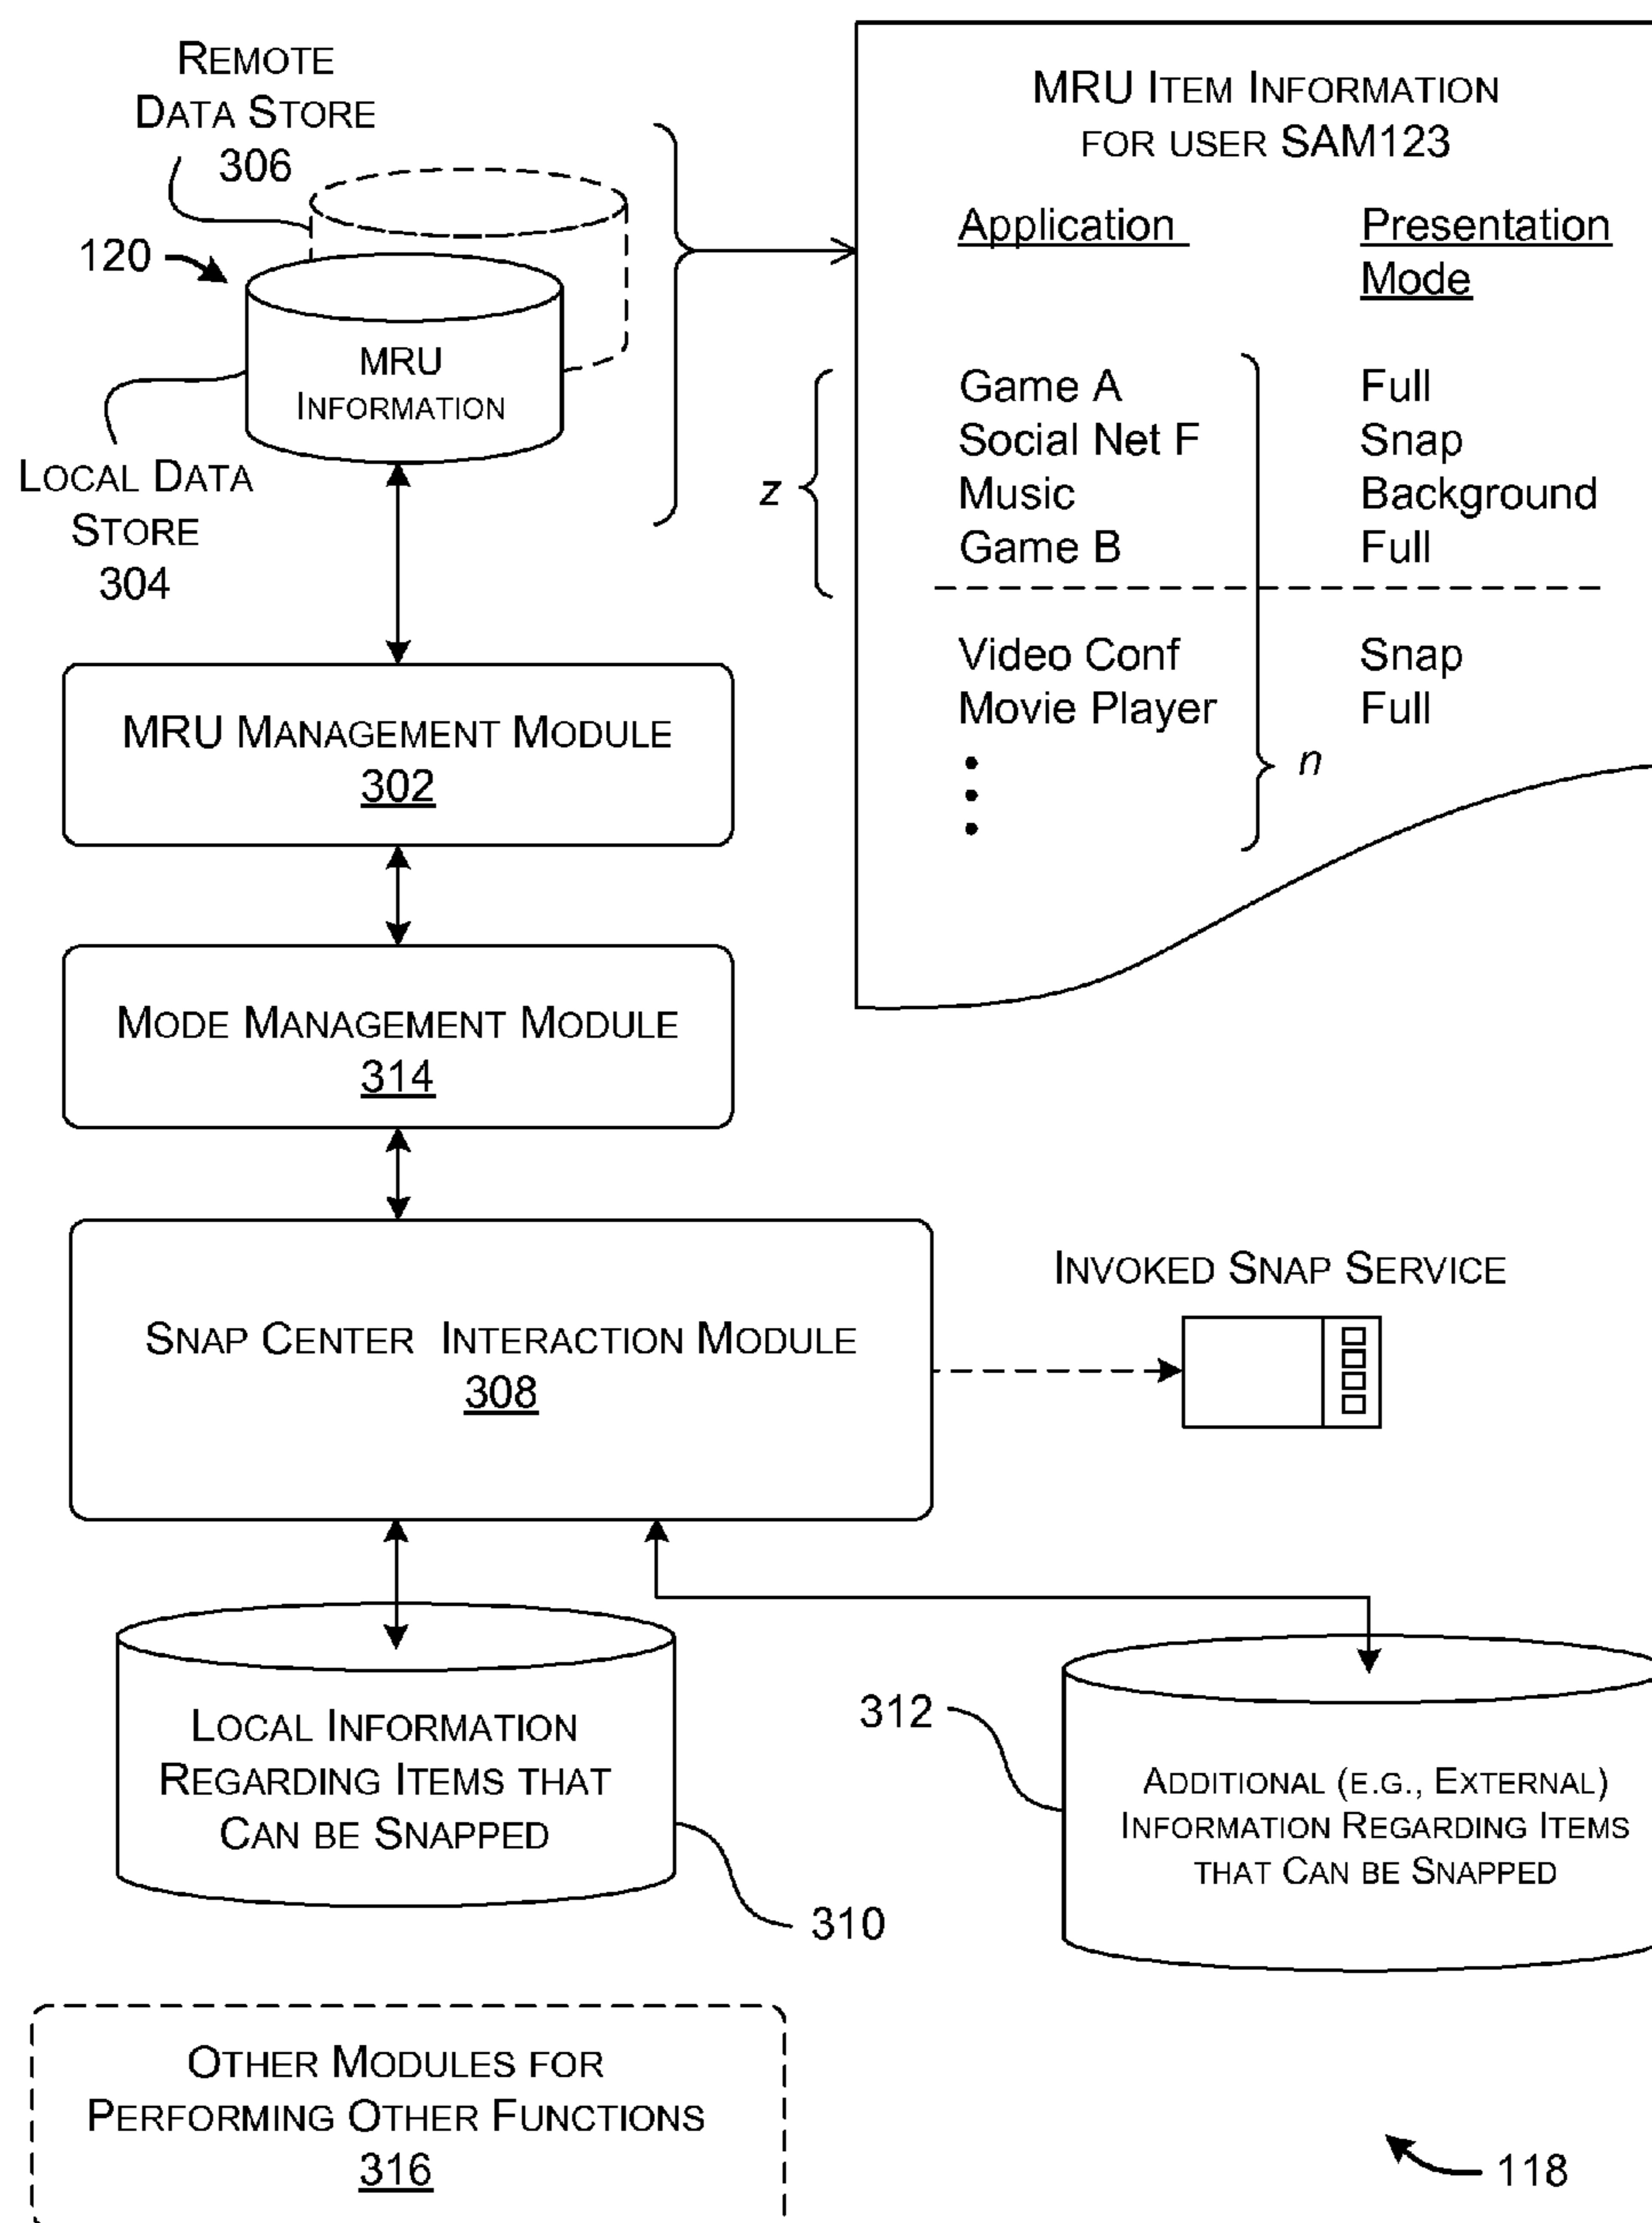 REMOTE
DATA STORE
306
120
MRU
INFORMATION
LOCAL DATA
STORE
304
MRU ITEM INFORMATION
FOR USER SAM123
Application Presentation
Mode
Game A Full
Social Net F Snap
z Music Background
Game B Full
Video Conf Snap
Movie Player Full
n
MRU MANAGEMENT MODULE
302
MODE MANAGEMENT MODULE
314
SNAP CENTER INTERACTION MODULE
308
INVOKED SNAP SERVICE
LOCAL INFORMATION
REGARDING ITEMS THAT
CAN BE SNAPPED
310
312
ADDITIONAL (E.G., EXTERNAL)
INFORMATION REGARDING ITEMS
THAT CAN BE SNAPPED
OTHER MODULES FOR
PERFORMING OTHER FUNCTIONS
316
118